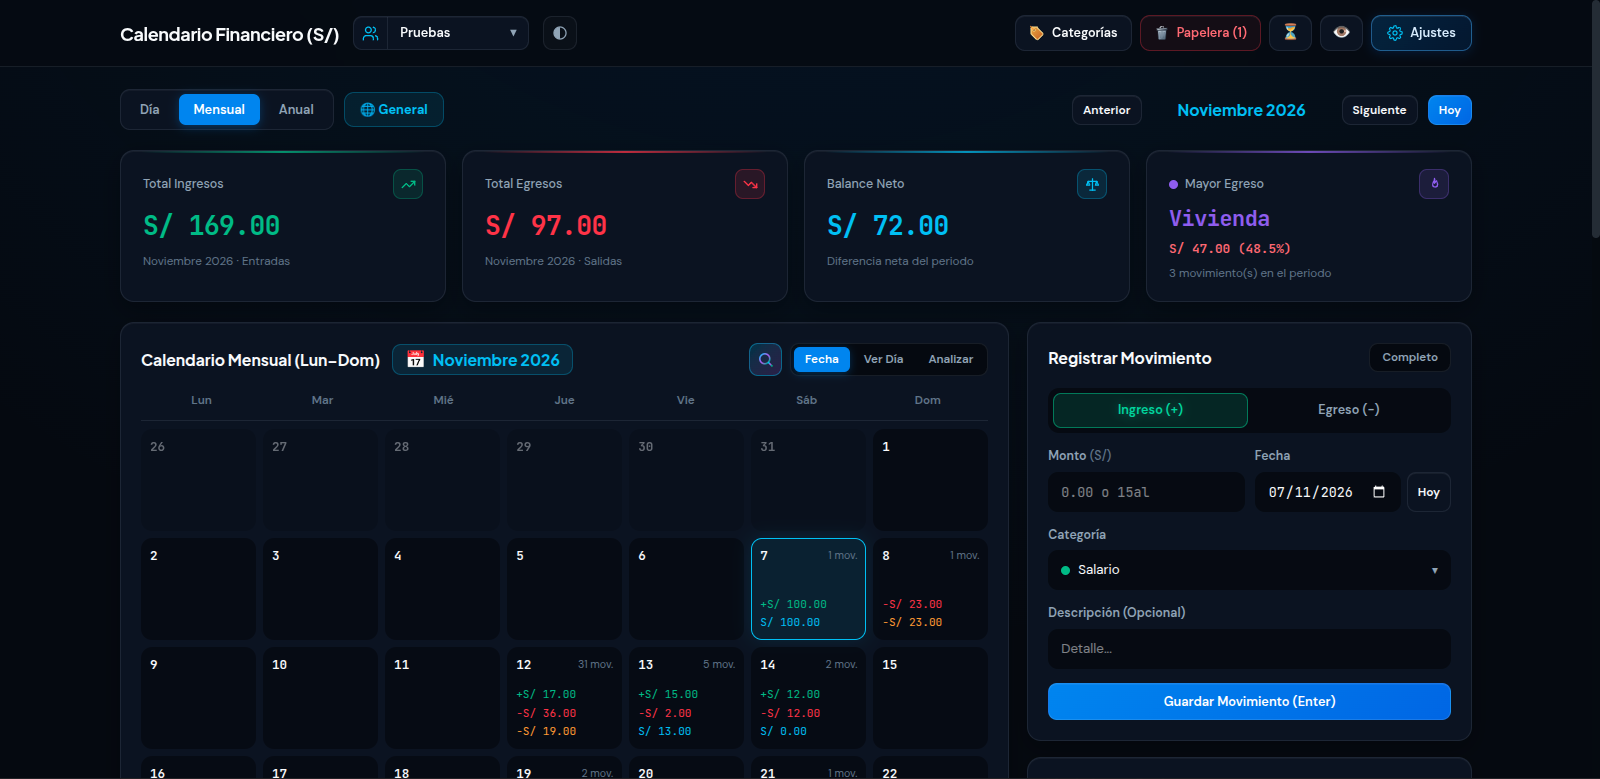 Calendario Financiero (S/)
Pruebas
Categorías
Papelera (1)
Ajustes
Día
Mensual
Anual
General
Anterior
Noviembre 2026
Siguiente
Hoy
Total Ingresos
S/ 169.00
Noviembre 2026 · Entradas
Total Egresos
S/ 97.00
Noviembre 2026 · Salidas
Balance Neto
S/ 72.00
Diferencia neta del periodo
Mayor Egreso
Vivienda
S/ 47.00 (48.5%)
3 movimiento(s) en el periodo
Calendario Mensual (Lun-Dom)
Noviembre 2026
Fecha
Ver Día
Analizar
Lun Mar Mié Jue Vie Sáb Dom
26 27 28 29 30 31 1
2 3 4 5 6
7 1 mov.
+S/ 100.00
S/ 100.00
8 1 mov.
-S/ 23.00
-S/ 23.00
9 10 11
12 31 mov.
+S/ 17.00
-S/ 36.00
-S/ 19.00
13 5 mov.
+S/ 15.00
-S/ 2.00
S/ 13.00
14 2 mov.
+S/ 12.00
-S/ 12.00
S/ 0.00
15
16 17 18
19 2 mov.
20
21 1 mov.
22
Registrar Movimiento
Completo
Ingreso (+)
Egreso (-)
Monto (S/)
0.00 o 15al
Fecha
07/11/2026
Hoy
Categoría
Salario
Descripción (Opcional)
Detalle...
Guardar Movimiento (Enter)